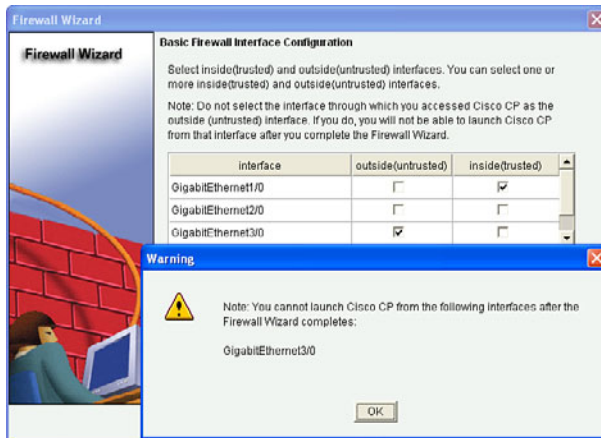 Firewall Wizard
Firewall Wizard
Basic Firewall Interface Configuration
Select inside(trusted) and outside(untrusted) interfaces. You can select one or
more inside(trusted) and outside(untrusted) interfaces.
Note: Do not select the interface through which you accessed Cisco CP as the
outside (untrusted) interface. If you do, you will not be able to launch Cisco CP
from that interface after you complete the Firewall Wizard.
interface outside(untrusted) inside(trusted)
GigabitEthernet1/0
GigabitEthernet2/0
GigabitEthernet3/0
Warning
Note: You cannot launch Cisco CP from the following interfaces after the
Firewall Wizard completes:
GigabitEthernet3/0
OK